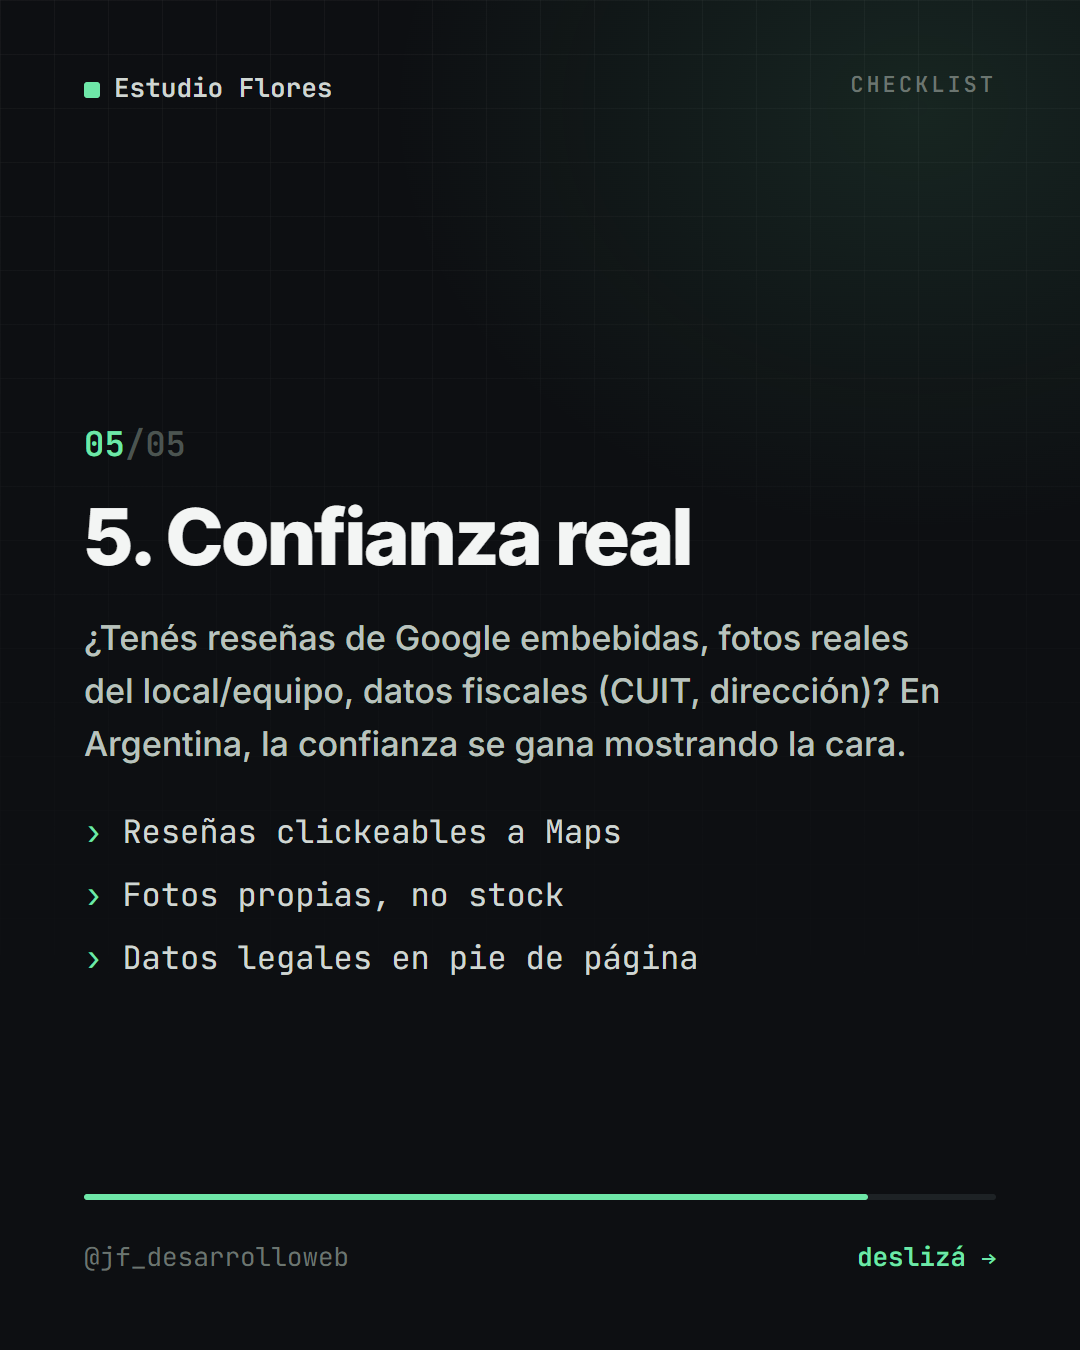 Estudio Flores
CHECKLIST
05/05
5. Confianza real
¿Tenés reseñas de Google embebidas, fotos reales
del local/equipo, datos fiscales (CUIT, dirección)? En
Argentina, la confianza se gana mostrando la cara.
› Reseñas clickeables a Maps
› Fotos propias, no stock
› Datos legales en pie de página
@jf_desarrolloweb
deslizá →